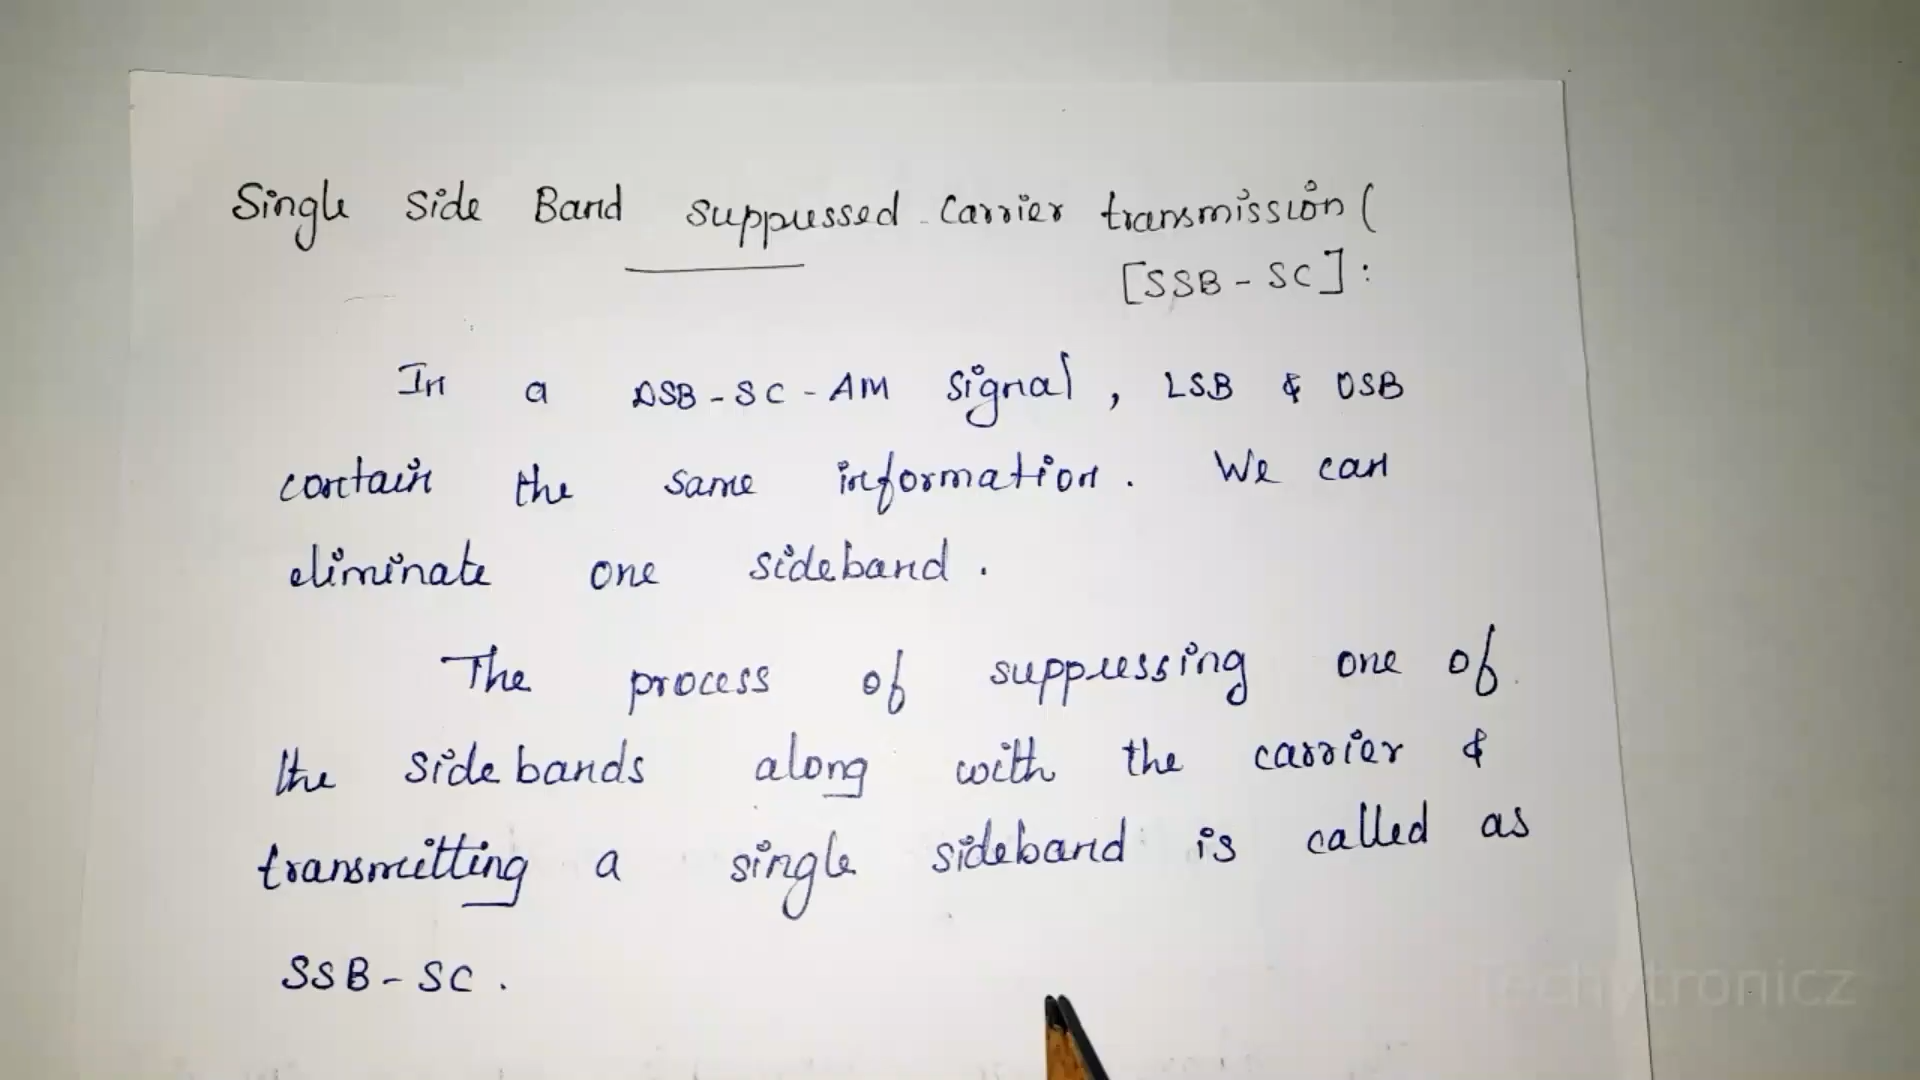 Single Side Band suppressed carrier transmission (
[SSB-SC]:
In a DSB-SC-AM signal, LSB & USB
contain the same information. We can
eliminate one sideband.
The process of suppressing one of
the sidebands along with the carrier &
transmitting a single sideband is called as
SSB-SC.
Techytronicz